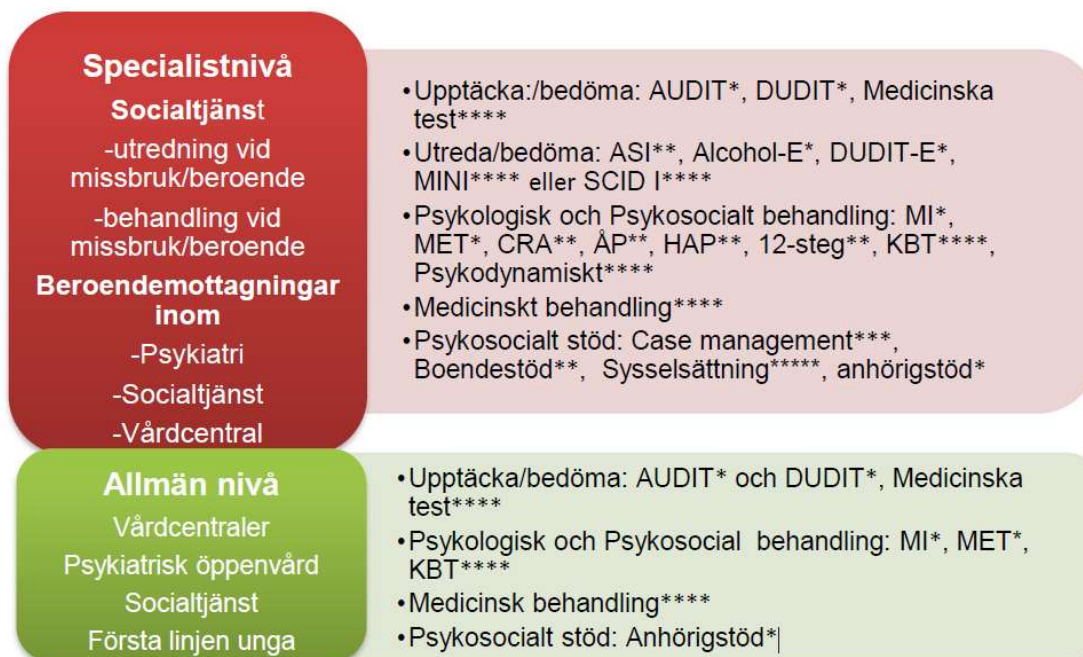 Specialistnivå
Socialtjänst
-utredning vid
missbruk/beroende
-behandling vid
missbruk/beroende
Beroendemottagningar
inom
-Psykiatri
-Socialtjänst
-Vårdcentral
•Upptäcka:/bedöma: AUDIT*, DUDIT*, Medicinska
test****
•Utreda/bedöma: ASI**, Alcohol-E*, DUDIT-E*,
MINI**** eller SCID I****
•Psykologisk och Psykosocialt behandling: MI*,
MET*, CRA**, ÅP**, HAP**, 12-steg**, KBT****,
Psykodynamiskt****
•Medicinskt behandling****
•Psykosocialt stöd: Case management***,
Boendestöd**, Sysselsättning*****, anhörigstöd*
Allmän nivå
Vårdcentraler
Psykiatrisk öppenvård
Socialtjänst
Första linjen unga
•Upptäcka/bedöma: AUDIT* och DUDIT*, Medicinska
test****
•Psykologisk och Psykosocial behandling: MI*, MET*,
KBT****
•Medicinsk behandling****
•Psykosocialt stöd: Anhörigstöd*